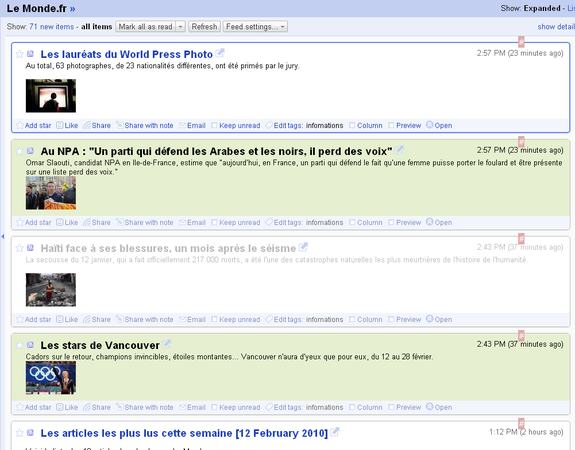 Le Monde.fr »
Show: Expanded - Lis
Show: 71 new items - all items Mark all as read Refresh Feed settings...
show detail
Les lauréats du World Press Photo
2:57 PM (23 minutes ago)
Au total, 63 photographes, de 23 nationalités différentes, ont été primés par le jury.
Add star Like Share Share with note Email Keep unread Edit tags: infomations Column Preview Open
Au NPA : "Un parti qui défend les Arabes et les noirs, il perd des voix"
2:57 PM (23 minutes ago)
Omar Slaouti, candidat NPA en Ile-de-France, estime que "aujourd'hui, en France, un parti qui défend le fait qu'une femme puisse porter le foulard et être présente
sur une liste perd des voix."
Add star Like Share Share with note Email Keep unread Edit tags: infomations Column Preview Open
Haïti face à ses blessures, un mois après le séisme
2:43 PM (37 minutes ago)
La secousse du 12 janvier, qui a fait officiellement 217 000 morts, a été l'une des catastrophes naturelles les plus meurtrières de l'histoire de l'humanité.
Add star Like Share Share with note Email Keep unread Edit tags: infomations Column Preview Open
Les stars de Vancouver
2:43 PM (37 minutes ago)
Cadors sur le retour, champions invincibles, étoiles montantes... Vancouver n'aura d'yeux que pour eux, du 12 au 28 février.
Add star Like Share Share with note Email Keep unread Edit tags: infomations Column Preview Open
Les articles les plus lus cette semaine [12 February 2010]
1:12 PM (2 hours ago)